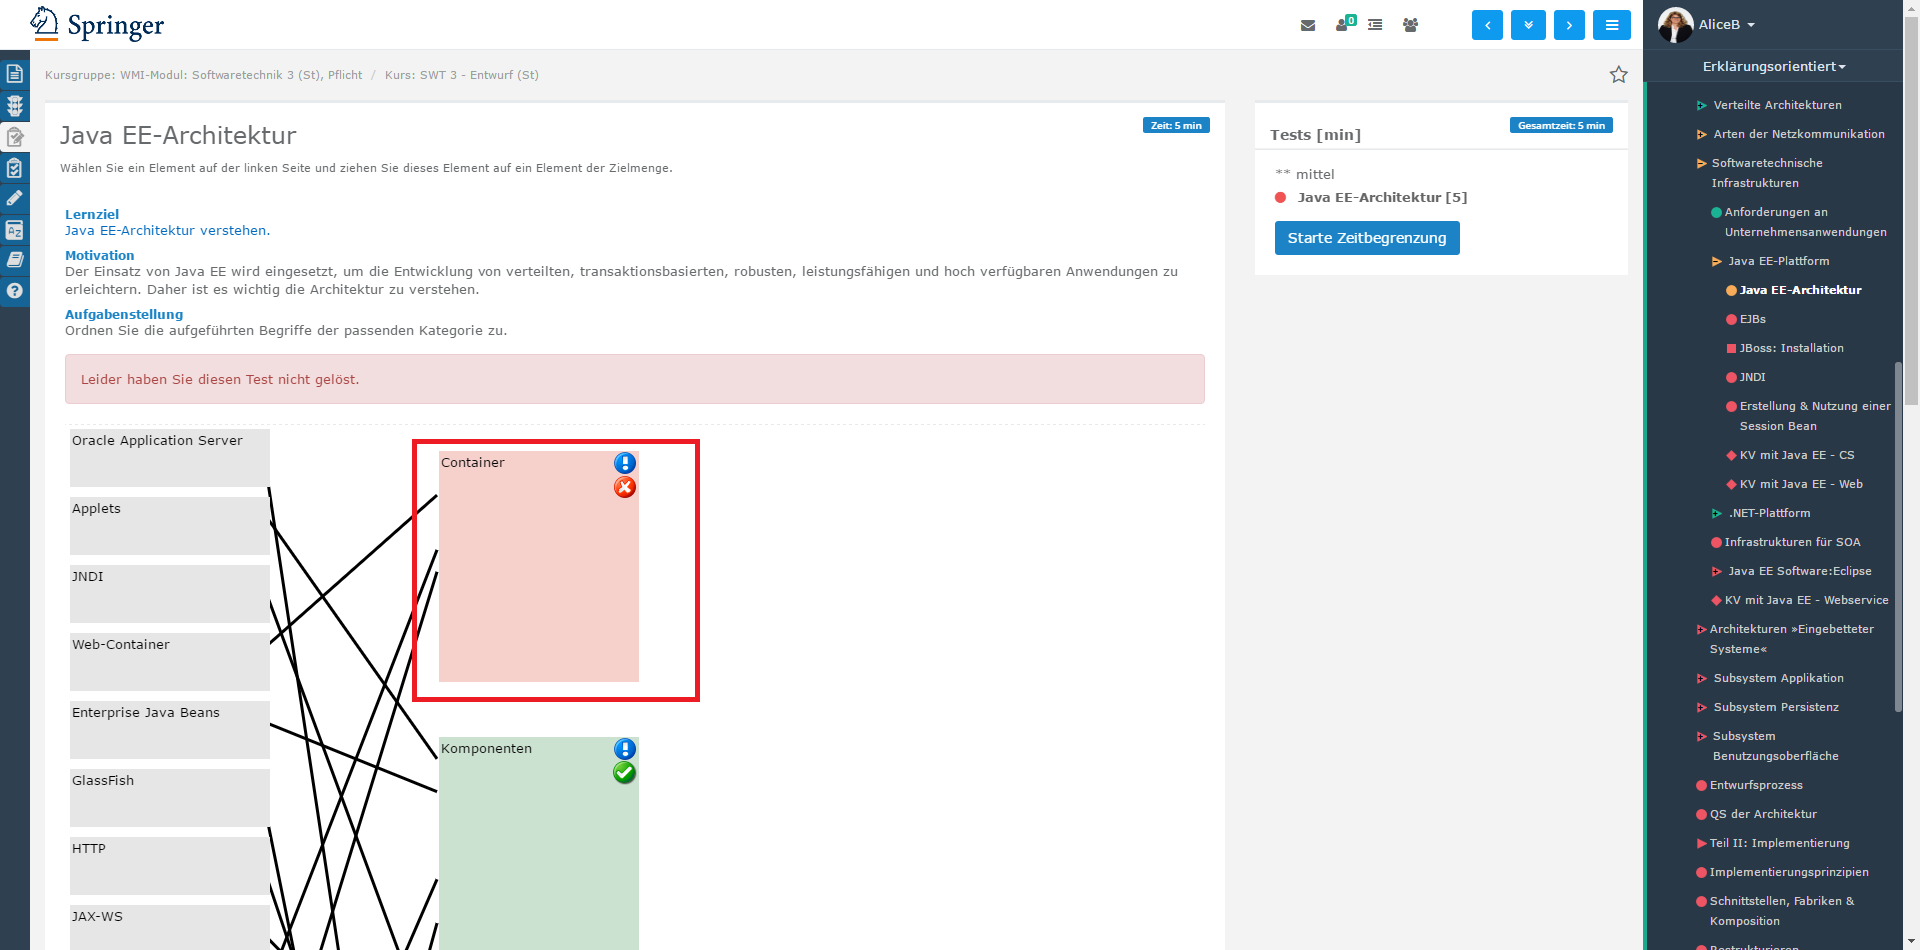 Springer
0
AliceB
Erklärungsorientiert
Kursgruppe: WMI-Modul: Softwaretechnik 3 (St), Pflicht / Kurs: SWT 3 - Entwurf (St)
Java EE-Architektur
Zeit: 5 min
Wählen Sie ein Element auf der linken Seite und ziehen Sie dieses Element auf ein Element der Zielmenge.
Lernziel
Java EE-Architektur verstehen.
Motivation
Der Einsatz von Java EE wird eingesetzt, um die Entwicklung von verteilten, transaktionsbasierten, robusten, leistungsfähigen und hoch verfügbaren Anwendungen zu
erleichtern. Daher ist es wichtig die Architektur zu verstehen.
Aufgabenstellung
Ordnen Sie die aufgeführten Begriffe der passenden Kategorie zu.
Leider haben Sie diesen Test nicht gelöst.
Oracle Application Server
Applets
JNDI
Web-Container
Enterprise Java Beans
GlassFish
HTTP
JAX-WS
Container
Komponenten
Tests [min]
Gesamtzeit: 5 min
** mittel
Java EE-Architektur [5]
Starte Zeitbegrenzung
Verteilte Architekturen
Arten der Netzkommunikation
Softwaretechnische
Infrastrukturen
Anforderungen an
Unternehmensanwendungen
Java EE-Plattform
Java EE-Architektur
EJBs
JBoss: Installation
JNDI
Erstellung & Nutzung einer
Session Bean
KV mit Java EE - CS
KV mit Java EE - Web
.NET-Plattform
Infrastrukturen für SOA
Java EE Software:Eclipse
KV mit Java EE - Webservice
Architekturen »Eingebetteter
Systeme«
Subsystem Applikation
Subsystem Persistenz
Subsystem
Benutzungsoberfläche
Entwurfsprozess
QS der Architektur
Teil II: Implementierung
Implementierungsprinzipien
Schnittstellen, Fabriken &
Komposition
Restrukturieren